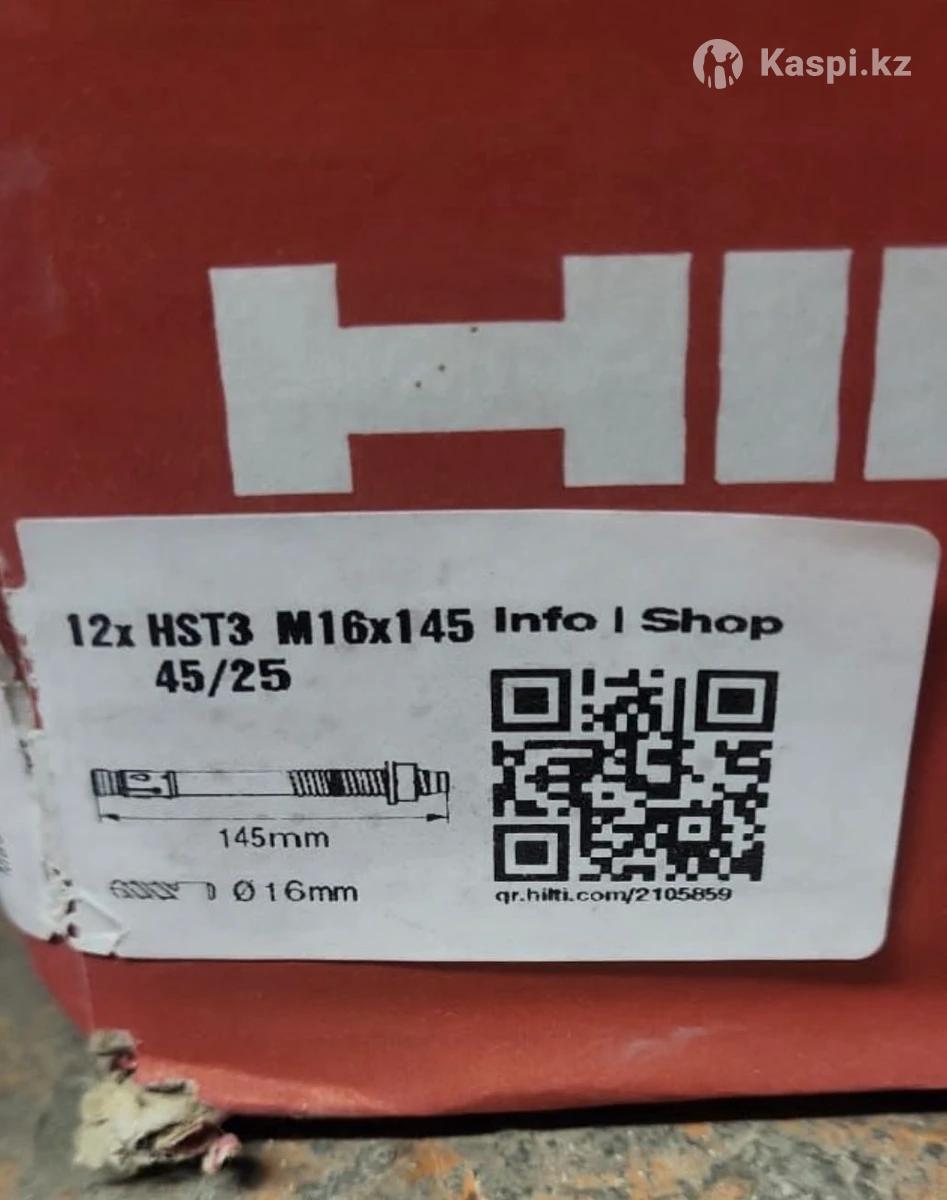 Kaspi.kz
HIL
12x HST3 M16x145
45/25
Info | Shop
145mm
Ø16mm
qr.hilti.com/2105859